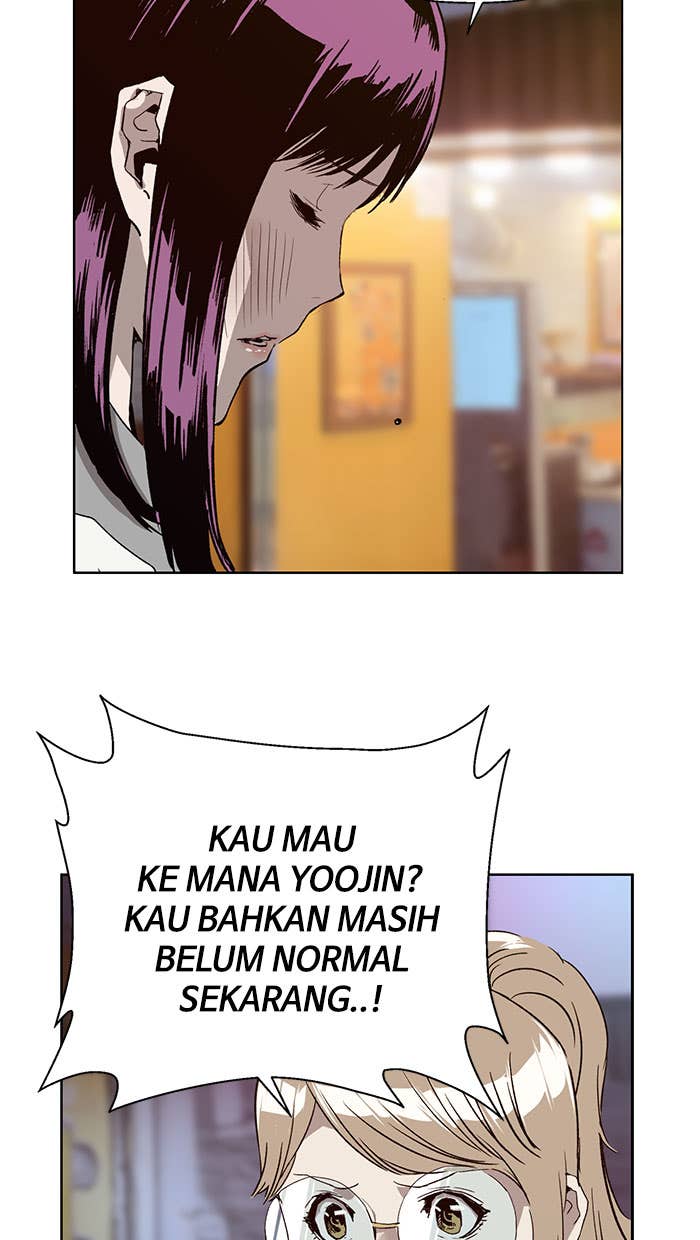 KAU MAU
KE MANA YOOJIN?
KAU BAHKAN MASIH
BELUM NORMAL
SEKARANG..!